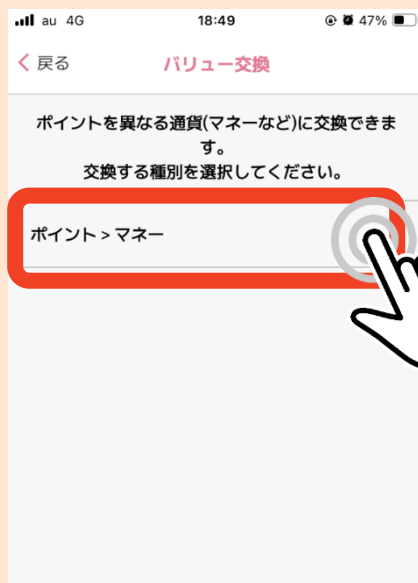 au 4G 18:49 47%
戻る バリュー交換
ポイントを異なる通貨(マネーなど)に交換できま
す。
交換する種別を選択してください。
ポイント > マネー